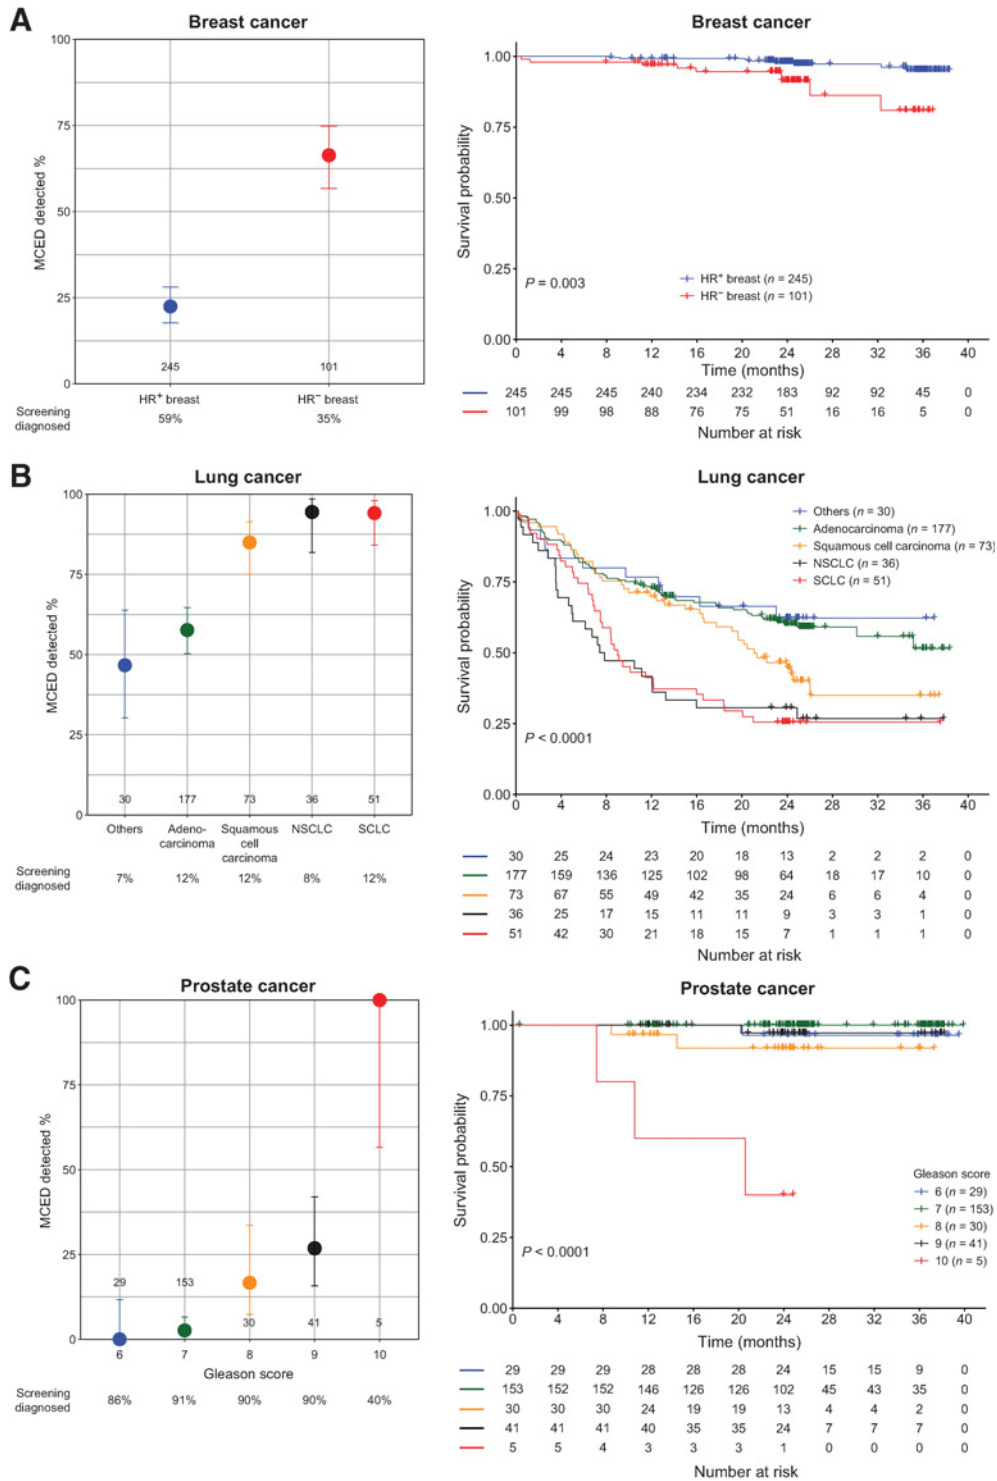 A
Breast cancer
MCED detected %
100
75
50
25
0
245
101
HR⁺ breast
HR⁻ breast
Screening diagnosed
59%
35%
Breast cancer
Survival probability
1.00
0.75
0.50
0.25
0.00
P = 0.003
HR⁺ breast (n = 245)
HR⁻ breast (n = 101)
0 4 8 12 16 20 24 28 32 36 40
Time (months)
245 245 245 240 234 232 183 92 92 45 0
101 99 98 88 76 75 51 16 16 5 0
Number at risk
B
Lung cancer
MCED detected %
100
75
50
25
0
30 177 73 36 51
Others
Adeno-
carcinoma
Squamous
cell
carcinoma
NSCLC
SCLC
Screening
diagnosed
7% 12% 12% 8% 12%
Lung cancer
Survival probability
1.00
0.75
0.50
0.25
0.00
Others (n = 30)
Adenocarcinoma (n = 177)
Squamous cell carcinoma (n = 73)
NSCLC (n = 36)
SCLC (n = 51)
P < 0.0001
0 4 8 12 16 20 24 28 32 36 40
Time (months)
30 25 24 23 20 18 13 2 2 2 0
177 159 136 125 102 98 64 18 17 10 0
73 67 55 49 42 35 24 6 6 4 0
36 25 17 15 11 11 9 3 3 1 0
51 42 30 21 18 15 7 1 1 1 0
Number at risk
C
Prostate cancer
MCED detected %
100
75
50
25
0
29 153 30 41 5
6 7 8 9 10
Gleason score
Screening
diagnosed
86% 91% 90% 90% 40%
Prostate cancer
Survival probability
1.00
0.75
0.50
0.25
0.00
Gleason score
6 (n = 29)
7 (n = 153)
8 (n = 30)
9 (n = 41)
10 (n = 5)
P < 0.0001
0 4 8 12 16 20 24 28 32 36 40
Time (months)
29 29 29 28 28 28 24 15 15 9 0
153 152 152 146 126 126 102 45 43 35 0
30 30 30 24 19 19 13 4 4 2 0
41 41 41 40 35 35 24 7 7 7 0
5 5 4 3 3 3 1 0 0 0 0
Number at risk